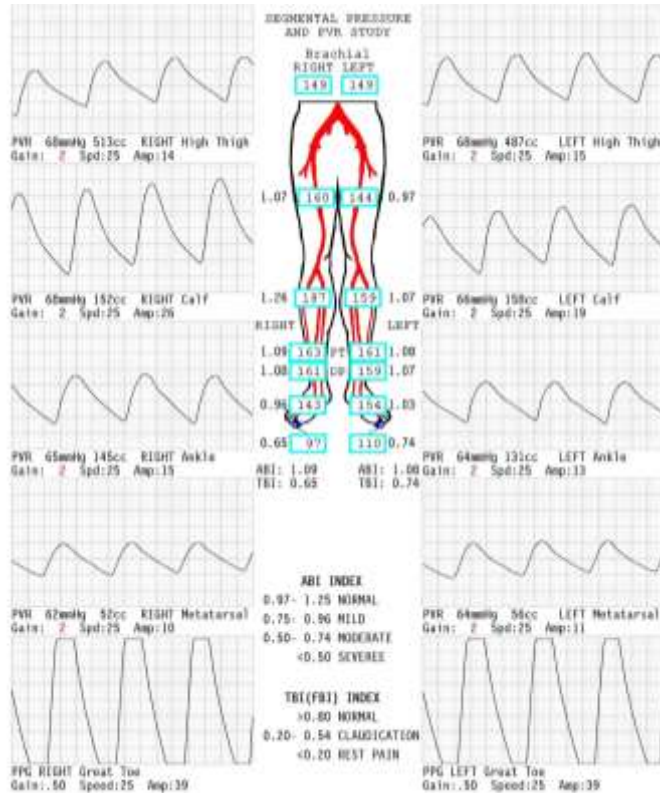 SEGMENTAL PRESSURE
AND PVR STUDY
Brachial
RIGHT LEFT
149 149
PVR 68mmHg 513cc RIGHT High Thigh
Gain: 2 Spd:25 Amp:14
PVR 68mmHg 487cc LEFT High Thigh
Gain: 2 Spd:25 Amp:15
1.07 160 144 0.97
PVR 68mmHg 152cc RIGHT Calf
Gain: 2 Spd:25 Amp:26
1.26 187 159 1.07
PVR 66mmHg 158cc LEFT Calf
Gain: 2 Spd:25 Amp:19
RIGHT LEFT
1.09 163 PT 161 1.08
1.08 161 DP 159 1.07
0.96 143 154 1.03
0.65 97 110 0.74
PVR 65mmHg 145cc RIGHT Ankle
Gain: 2 Spd:25 Amp:15
ABI: 1.09 ABI: 1.08
TBI: 0.65 TBI: 0.74
PVR 64mmHg 131cc LEFT Ankle
Gain: 2 Spd:25 Amp:13
PVR 62mmHg 52cc RIGHT Metatarsal
Gain: 2 Spd:25 Amp:10
PVR 64mmHg 56cc LEFT Metatarsal
Gain: 2 Spd:25 Amp:11
ABI INDEX
0.97- 1.25 NORMAL
0.75- 0.96 MILD
0.50- 0.74 MODERATE
<0.50 SEVEREE
TBI(FBI) INDEX
>0.80 NORMAL
0.20- 0.54 CLAUDICATION
<0.20 REST PAIN
PPG RIGHT Great Toe
Gain:.50 Speed:25 Amp:39
PPG LEFT Great Toe
Gain:.50 Speed:25 Amp:39